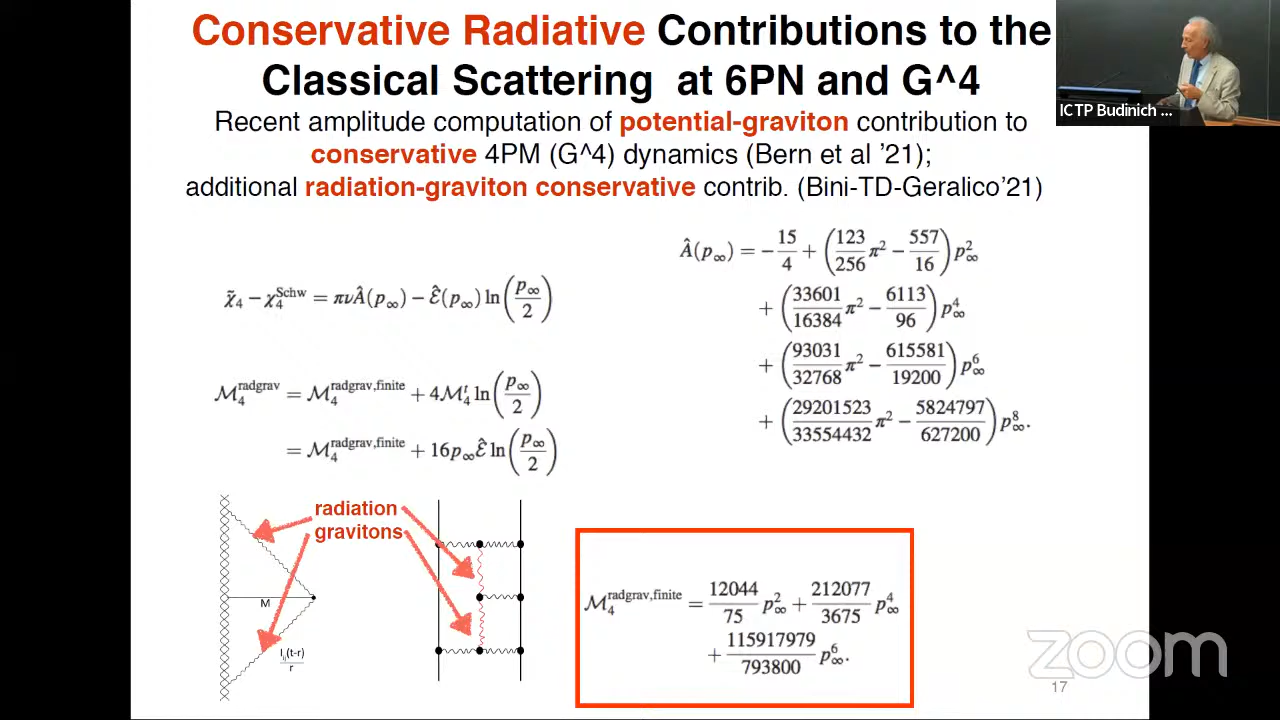 Conservative Radiative Contributions to the
Classical Scattering at 6PN and G^4
Recent amplitude computation of potential-graviton contribution to
conservative 4PM (G^4) dynamics (Bern et al '21);
additional radiation-graviton conservative contrib. (Bini-TD-Geralico'21)
ICTP Budinich ...
χ̃₄ − χ₄^Schw = πνÂ(p∞) − Ê(p∞) ln(p∞/2)
M₄^radgrav = M₄^radgrav,finite + 4M₄^t ln(p∞/2)
= M₄^radgrav,finite + 16p∞Ê ln(p∞/2)
Â(p∞) = −15/4 + (123/256 π² − 557/16) p∞²
+ (33601/16384 π² − 6113/96) p∞⁴
+ (93031/32768 π² − 615581/19200) p∞⁶
+ (29201523/33554432 π² − 5824797/627200) p∞⁸.
radiation
gravitons
M
I_ij(t-r)/r
M₄^radgrav,finite = 12044/75 p∞² + 212077/3675 p∞⁴
+ 115917979/793800 p∞⁶.
zoom
17